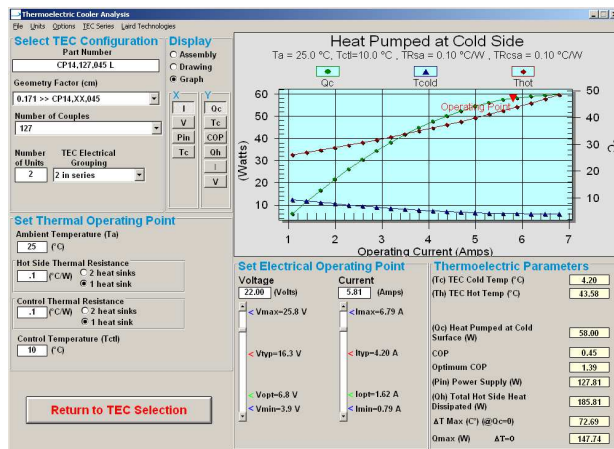 Thermoelectric Cooler Analysis
File Units Options TEC Series Laird Technologies
Select TEC Configuration
Part Number
CP14,127,045 L
Geometry Factor (cm)
0.171 >> CP14,XX,045
Number of Couples
127
Number of Units
2
TEC Electrical Grouping
2 in series
Display
Assembly
Drawing
Graph
X
I
V
Pin
Tc
Y
Qc
Tc
COP
Qh
I
V
Heat Pumped at Cold Side
Ta = 25.0 ºC, Tctl=10.0 ºC, TRsa = 0.10 ºC/W, TRcsa = 0.10 ºC/W
Qc Tcold Thot
Operating Point
60
50
40
30
20
10
(Watts)
50
40
30
20
10
1 2 3 4 5 6 7
Operating Current (Amps)
Set Thermal Operating Point
Ambient Temperature (Ta)
25 (°C)
Hot Side Thermal Resistance
.1 (°C/W) 2 heat sinks
1 heat sink
Control Thermal Resistance
.1 (°C/W) 2 heat sinks
1 heat sink
Control Temperature (Tctl)
10 (°C)
Return to TEC Selection
Set Electrical Operating Point
Voltage
22.00 (Volts)
< Vmax=25.8 V
< Vtyp=16.3 V
< Vopt=6.8 V
< Vmin=3.9 V
Current
5.81 (Amps)
< Imax=6.79 A
< Ityp=4.20 A
< Iopt=1.62 A
< Imin=0.79 A
Thermoelectric Parameters
(Tc) TEC Cold Temp (°C) 4.20
(Th) TEC Hot Temp (°C) 43.58
(Qc) Heat Pumped at Cold
Surface (W) 58.00
COP 0.45
Optimum COP 1.39
(Pin) Power Supply (W) 127.81
(Qh) Total Hot Side Heat
Dissipated (W) 185.81
ΔT Max (C°) (@Qc=0) 72.69
Qmax (W) ΔT=0 147.74